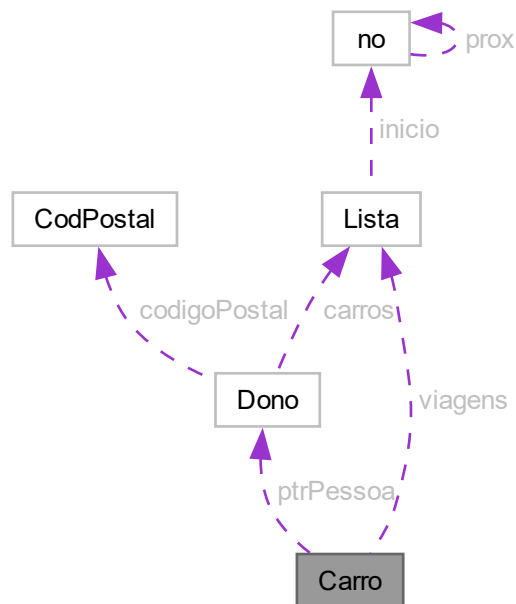 no
prox
inicio
CodPostal
Lista
codigoPostal
carros
Dono
viagens
ptrPessoa
Carro